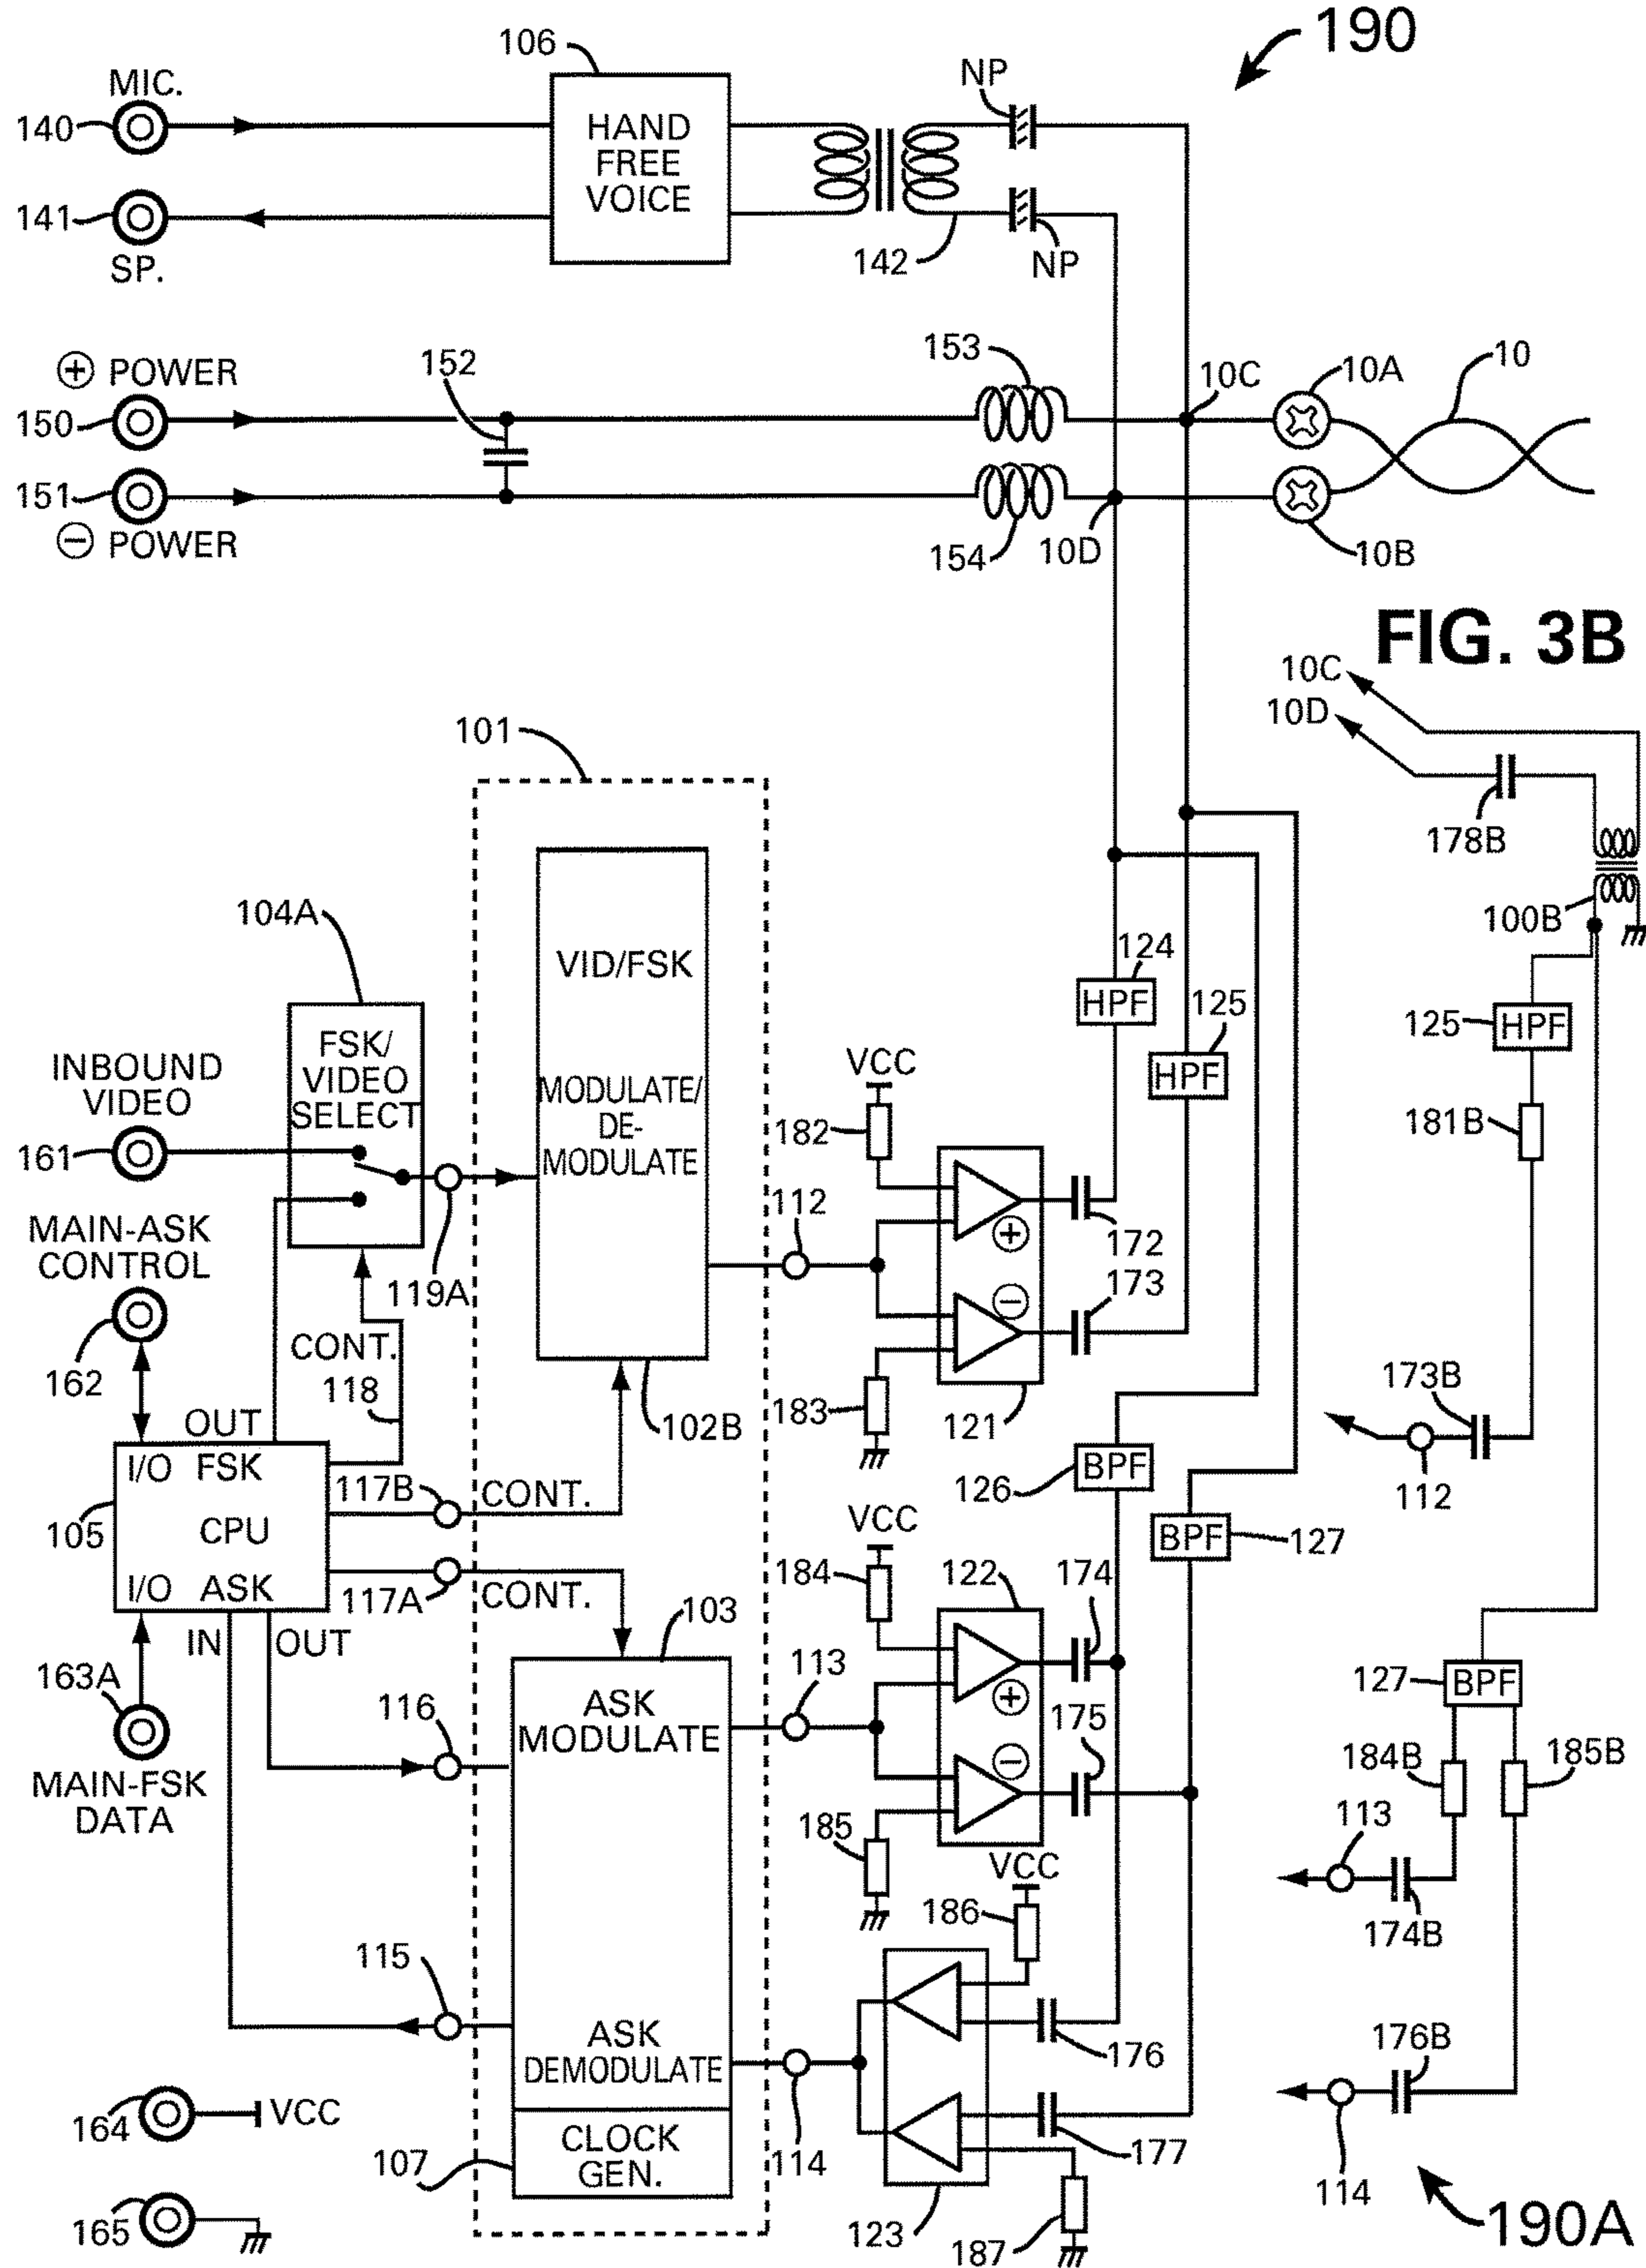 190
106
MIC.
140
HAND
FREE
VOICE
NP
141
SP.
142
NP
+ POWER
152
153
10C
10A
10
150
151
- POWER
154
10D
10B
FIG. 3B
10C
10D
178B
100B
101
104A
VID/FSK
MODULATE/
DE-
MODULATE
124
HPF
125
HPF
125
HPF
181B
INBOUND
VIDEO
161
FSK/
VIDEO
SELECT
VCC
182
112
+
172
173
-
MAIN-ASK
CONTROL
162
119A
CONT.
118
102B
183
121
173B
112
OUT
I/O FSK
105
CPU
I/O ASK
117B
CONT.
126
BPF
BPF
127
117A
CONT.
VCC
184
122
174
IN
OUT
103
163A
MAIN-FSK
DATA
116
ASK
MODULATE
113
+
175
-
127
BPF
184B
185B
113
174B
185
VCC
186
115
ASK
DEMODULATE
176
176B
164
VCC
107
CLOCK
GEN.
114
177
114
165
123
187
190A